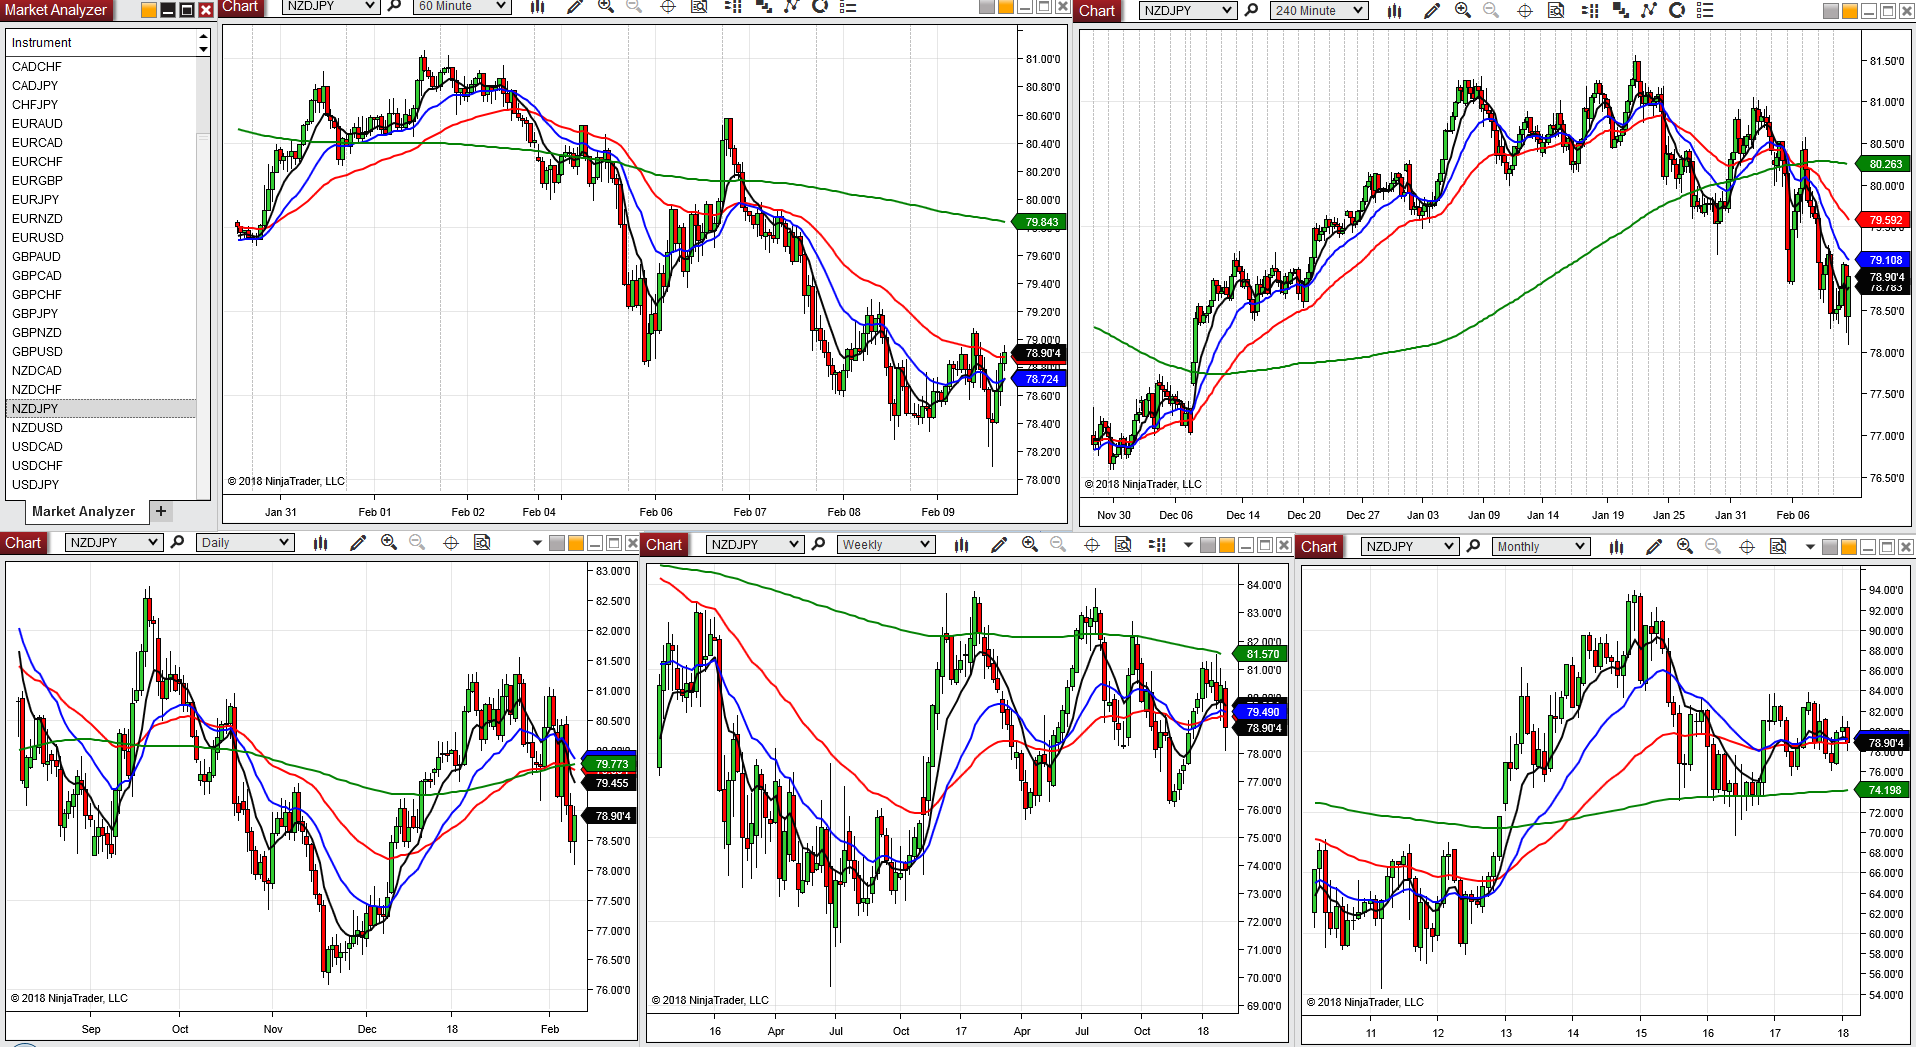 Market Analyzer
Instrument
CADCHF
CADJPY
CHFJPY
EURAUD
EURCAD
EURCHF
EURGBP
EURJPY
EURNZD
EURUSD
GBPAUD
GBPCAD
GBPCHF
GBPJPY
GBPNZD
GBPUSD
NZDCAD
NZDCHF
NZDJPY
NZDUSD
USDCAD
USDCHF
USDJPY
Market Analyzer +
Chart NZDJPY 60 Minute
81.00'0
80.80'0
80.60'0
80.40'0
80.20'0
80.00'0
79.843
79.60'0
79.40'0
79.20'0
79.00'0
78.90'4
78.724
78.60'0
78.40'0
78.20'0
78.00'0
© 2018 NinjaTrader, LLC
Jan 31 Feb 01 Feb 02 Feb 04 Feb 06 Feb 07 Feb 08 Feb 09
Chart NZDJPY 240 Minute
81.50'0
81.00'0
80.50'0
80.263
80.00'0
79.592
79.108
78.90'4
78.783
78.50'0
78.00'0
77.50'0
77.00'0
76.50'0
© 2018 NinjaTrader, LLC
Nov 30 Dec 06 Dec 14 Dec 20 Dec 27 Jan 03 Jan 09 Jan 14 Jan 19 Jan 25 Jan 31 Feb 06
Chart NZDJPY Daily
83.00'0
82.50'0
82.00'0
81.50'0
81.00'0
80.50'0
79.773
79.455
78.90'4
78.50'0
78.00'0
77.50'0
77.00'0
76.50'0
76.00'0
© 2018 NinjaTrader, LLC
Sep Oct Nov Dec 18 Feb
Chart NZDJPY Weekly
84.00'0
83.00'0
82.00'0
81.570
81.00'0
79.490
78.90'4
78.00'0
77.00'0
76.00'0
75.00'0
74.00'0
73.00'0
72.00'0
71.00'0
70.00'0
69.00'0
© 2018 NinjaTrader, LLC
16 Apr Jul Oct 17 Apr Jul Oct 18
Chart NZDJPY Monthly
94.00'0
92.00'0
90.00'0
88.00'0
86.00'0
84.00'0
82.00'0
78.90'4
76.00'0
74.198
72.00'0
70.00'0
68.00'0
66.00'0
64.00'0
62.00'0
60.00'0
58.00'0
56.00'0
54.00'0
© 2018 NinjaTrader, LLC
11 12 13 14 15 16 17 18